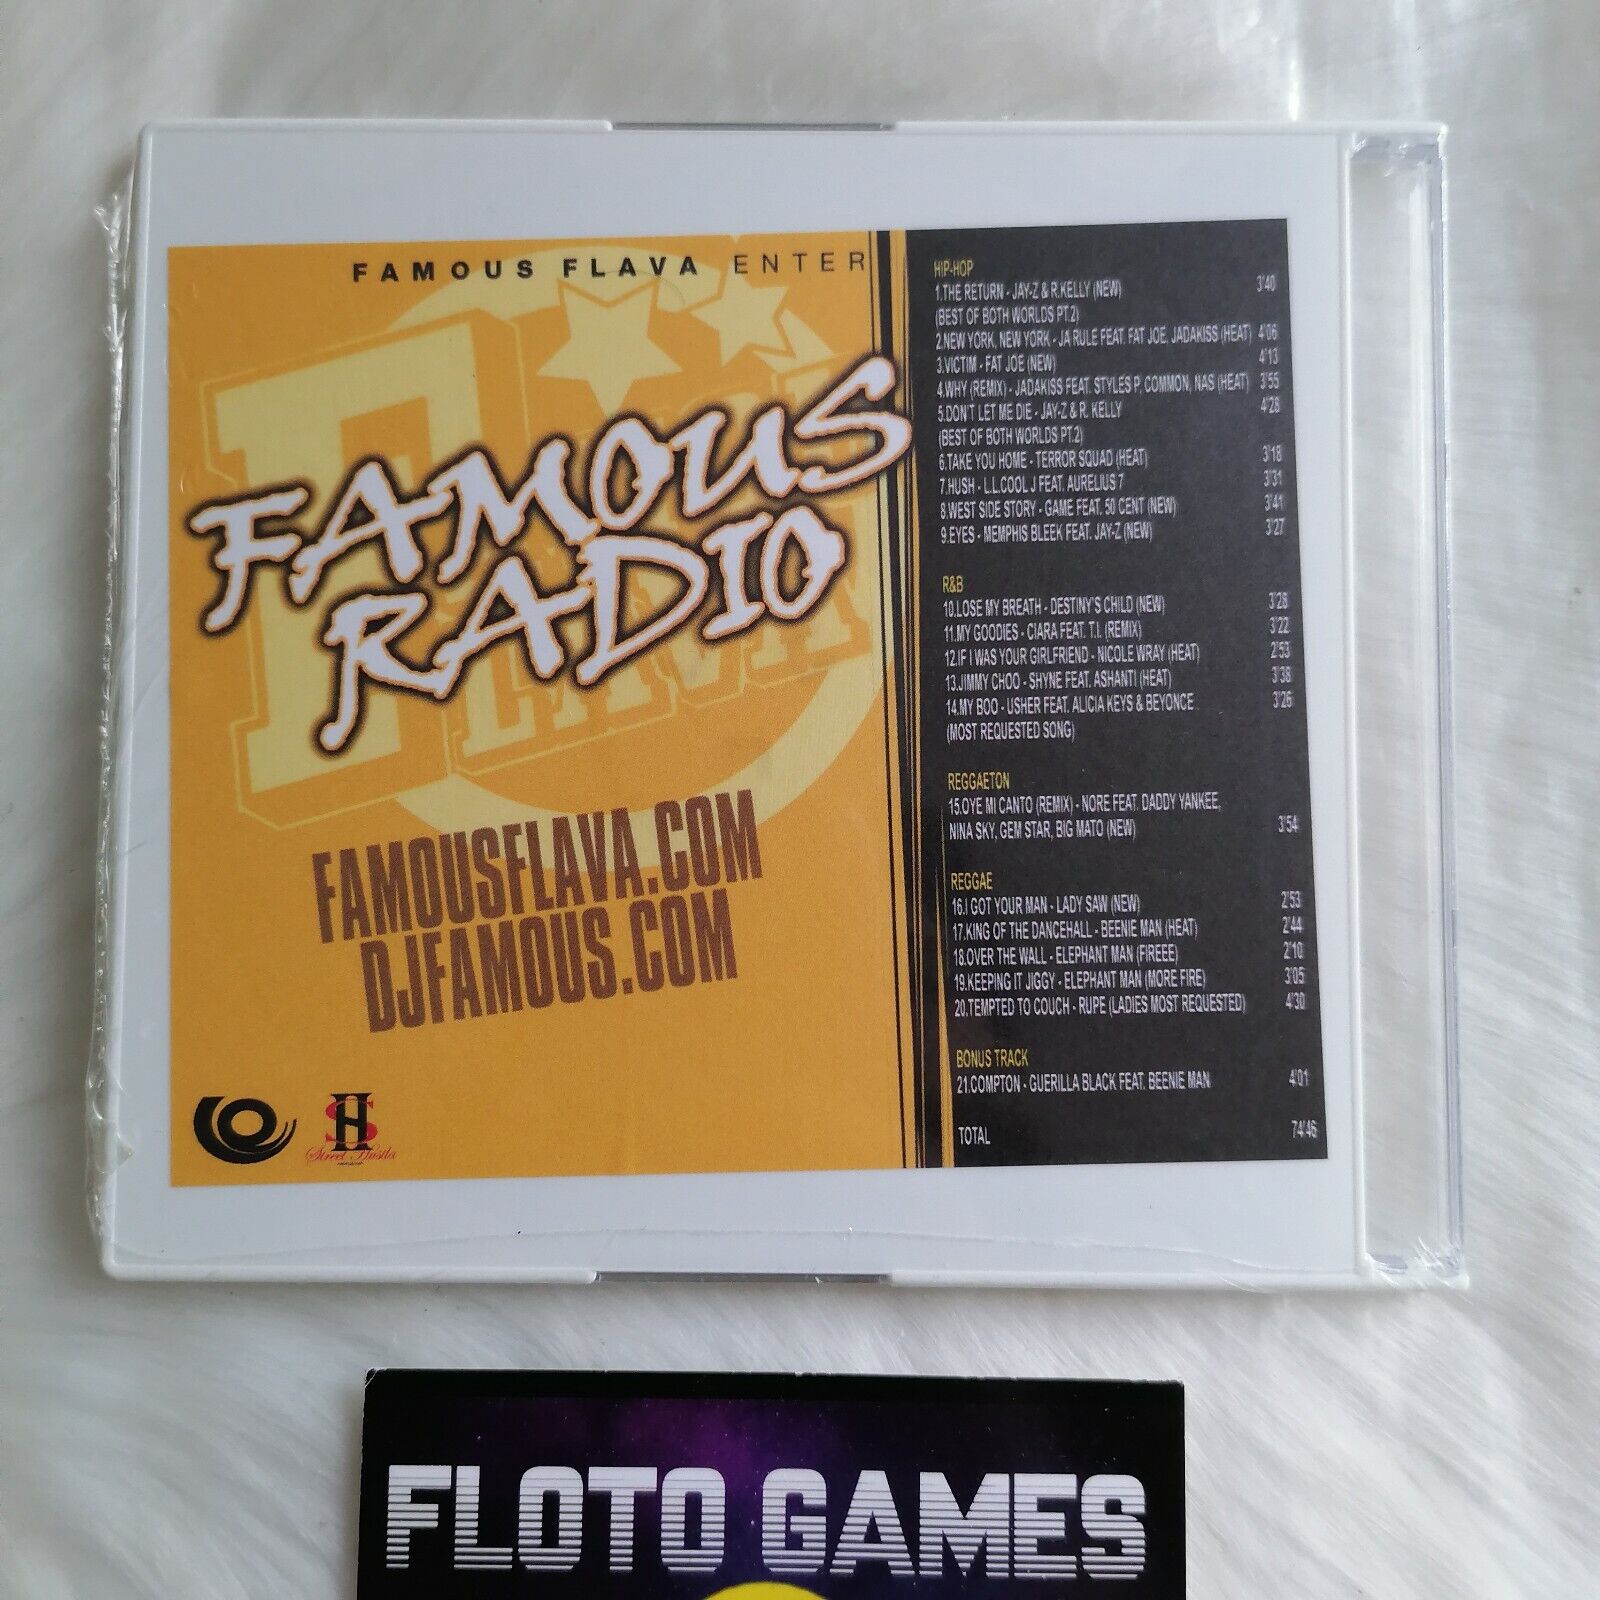 FAMOUS FLAVA ENTER
FAMOUS
RADIO
FAMOUSFLAVA.COM
DJFAMOUS.COM
SH
Street Hustla
HIP-HOP
1.THE RETURN - JAY-Z & R.KELLY (NEW) 3'40
(BEST OF BOTH WORLDS PT.2)
2.NEW YORK, NEW YORK - JA RULE FEAT. FAT JOE, JADAKISS (HEAT) 4'06
3.VICTIM - FAT JOE (NEW) 4'13
4.WHY (REMIX) - JADAKISS FEAT. STYLES P, COMMON, NAS (HEAT) 3'55
5.DON'T LET ME DIE - JAY-Z & R. KELLY 4'28
(BEST OF BOTH WORLDS PT.2)
6.TAKE YOU HOME - TERROR SQUAD (HEAT) 3'18
7.HUSH - L.L.COOL J FEAT. AURELIUS 7 3'31
8.WEST SIDE STORY - GAME FEAT. 50 CENT (NEW) 3'41
9.EYES - MEMPHIS BLEEK FEAT. JAY-Z (NEW) 3'27
R&B
10.LOSE MY BREATH - DESTINY'S CHILD (NEW) 3'28
11.MY GOODIES - CIARA FEAT. T.I. (REMIX) 3'22
12.IF I WAS YOUR GIRLFRIEND - NICOLE WRAY (HEAT) 2'53
13.JIMMY CHOO - SHYNE FEAT. ASHANTI (HEAT) 3'38
14.MY BOO - USHER FEAT. ALICIA KEYS & BEYONCE 3'26
(MOST REQUESTED SONG)
REGGAETON
15.OYE MI CANTO (REMIX) - NORE FEAT. DADDY YANKEE,
NINA SKY, GEM STAR, BIG MATO (NEW) 3'54
REGGAE
16.I GOT YOUR MAN - LADY SAW (NEW) 2'53
17.KING OF THE DANCEHALL - BEENIE MAN (HEAT) 2'44
18.OVER THE WALL - ELEPHANT MAN (FIREEE) 2'10
19.KEEPING IT JIGGY - ELEPHANT MAN (MORE FIRE) 3'05
20.TEMPTED TO COUCH - RUPE (LADIES MOST REQUESTED) 4'30
BONUS TRACK
21.COMPTON - GUERILLA BLACK FEAT. BEENIE MAN 4'01
TOTAL 74'46
FLOTO GAMES